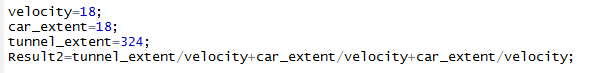 velocity=18;
car_extent=18;
tunnel_extent=324;
Result2=tunnel_extent/velocity+car_extent/velocity+car_extent/velocity;